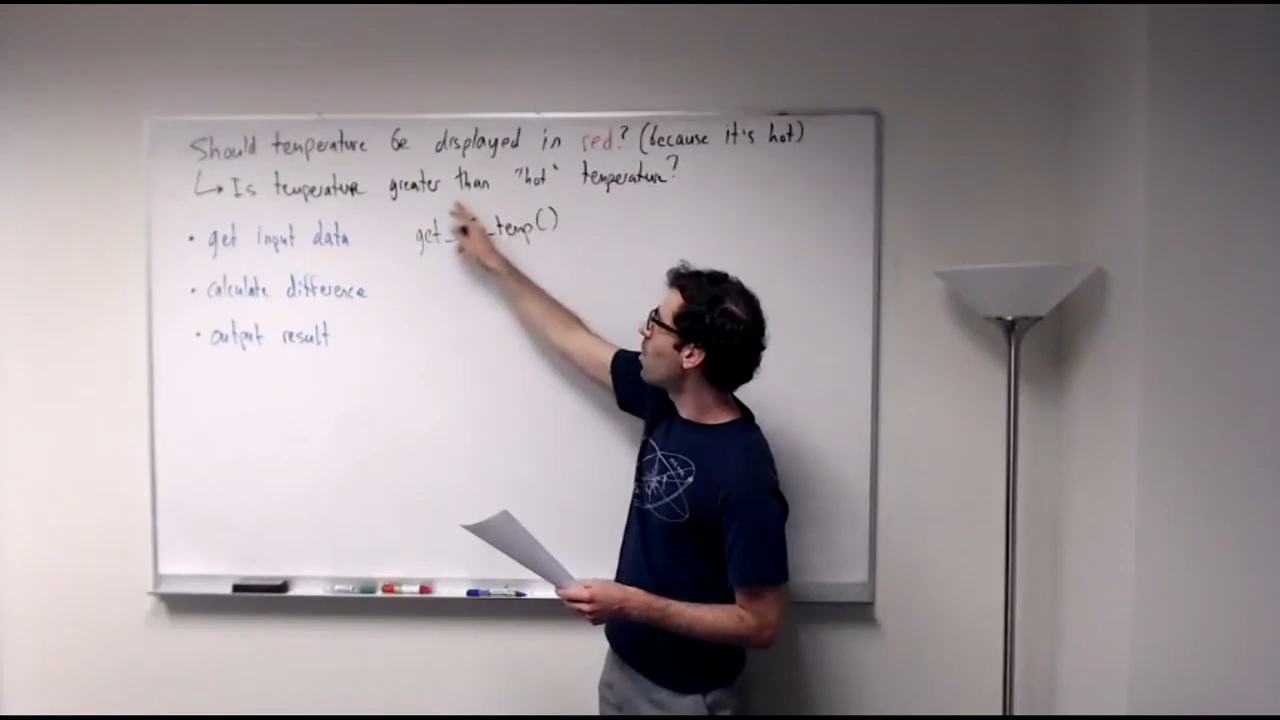 Should temperature be displayed in red? (because it's hot)
↳ Is temperature greater than "hot" temperature?
• get input data
get_ _temp()
• calculate difference
• output result